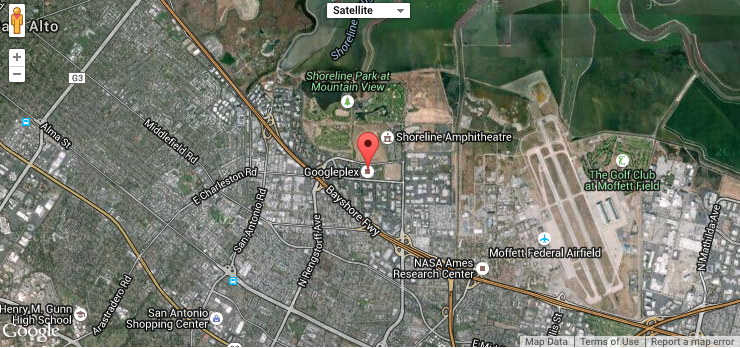 Satellite
Alto
Shoreline
G3
Shoreline Park at
Mountain View
Alma St
Middlefield Rd
Shoreline Amphitheatre
E Charleston Rd
Googleplex
The Golf Club
at Moffett Field
Bayshore Fwy
San Antonio Rd
N Rengstorff Ave
N Mathilda Ave
Moffett Federal Airfield
NASA Ames
Research Center
Arastradero Rd
Henry M. Gunn
High School
San Antonio
Shopping Center
Google
Map Data
Terms of Use
Report a map error